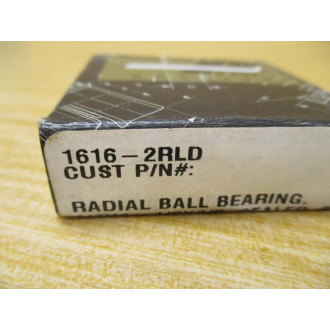 1616-2RLD
CUST P/N#:
RADIAL BALL BEARING,